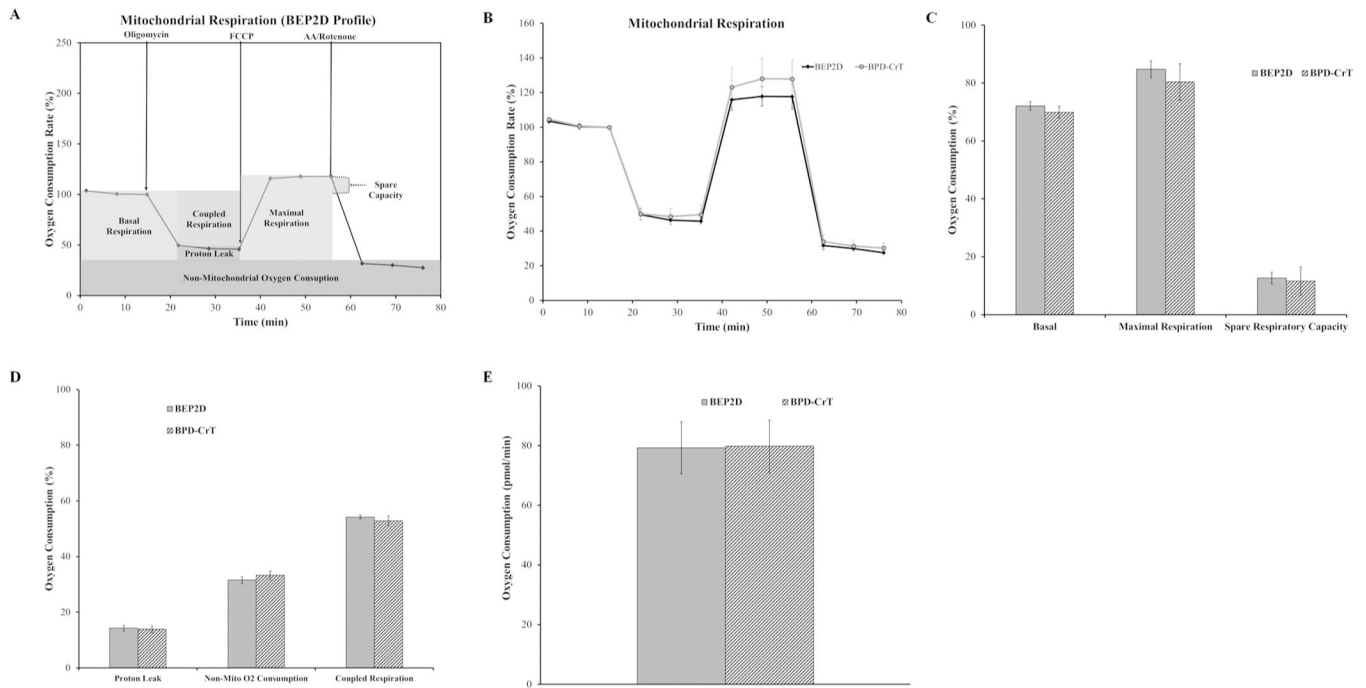 A
Mitochondrial Respiration (BEP2D Profile)
Oligomycin
FCCP
AA/Rotenone
Oxygen Consumption Rate (%)
250
200
150
100
50
0
Basal
Respiration
Coupled
Respiration
Maximal
Respiration
Spare
Capacity
Proton Leak
Non-Mitochondrial Oxygen Consuption
0 10 20 30 40 50 60 70 80
Time (min)
B
Mitochondrial Respiration
BEP2D BPD-CrT
Oxygen Consumption Rate (%)
160
140
120
100
80
60
40
20
0
0 10 20 30 40 50 60 70 80
Time (min)
C
BEP2D BPD-CrT
Oxygen Consumption (%)
100
80
60
40
20
0
Basal Maximal Respiration Spare Respiratory Capacity
D
BEP2D
BPD-CrT
Oxygen Consumption (%)
100
80
60
40
20
0
Proton Leak Non-Mito O2 Consumption Coupled Respiration
E
BEP2D BPD-CrT
Oxygen Consumption (pmol/min)
100
80
60
40
20
0